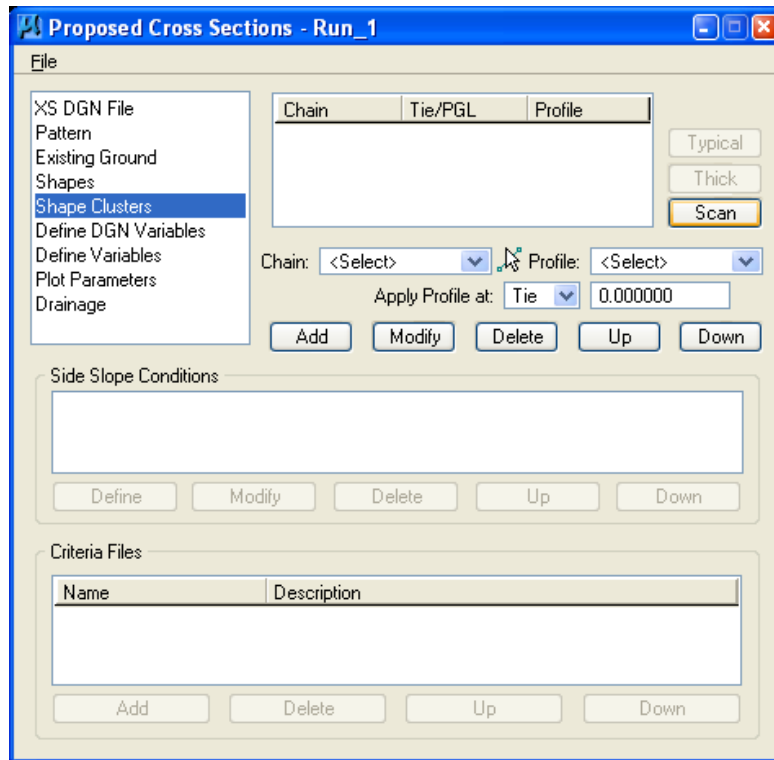 Proposed Cross Sections - Run_1
File
XS DGN File
Pattern
Existing Ground
Shapes
Shape Clusters
Define DGN Variables
Define Variables
Plot Parameters
Drainage
Chain Tie/PGL Profile
Typical
Thick
Scan
Chain: <Select> Profile: <Select>
Apply Profile at: Tie 0.000000
Add Modify Delete Up Down
Side Slope Conditions
Define Modify Delete Up Down
Criteria Files
Name Description
Add Delete Up Down